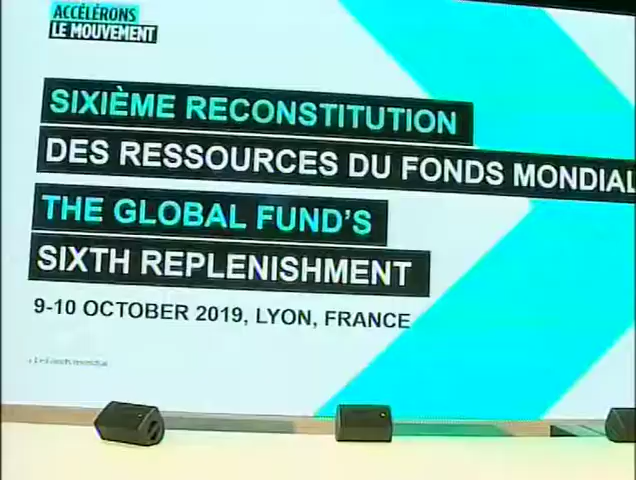 ACCÉLÉRONS
LE MOUVEMENT
SIXIÈME RECONSTITUTION
DES RESSOURCES DU FONDS MONDIAL
THE GLOBAL FUND'S
SIXTH REPLENISHMENT
9-10 OCTOBER 2019, LYON, FRANCE